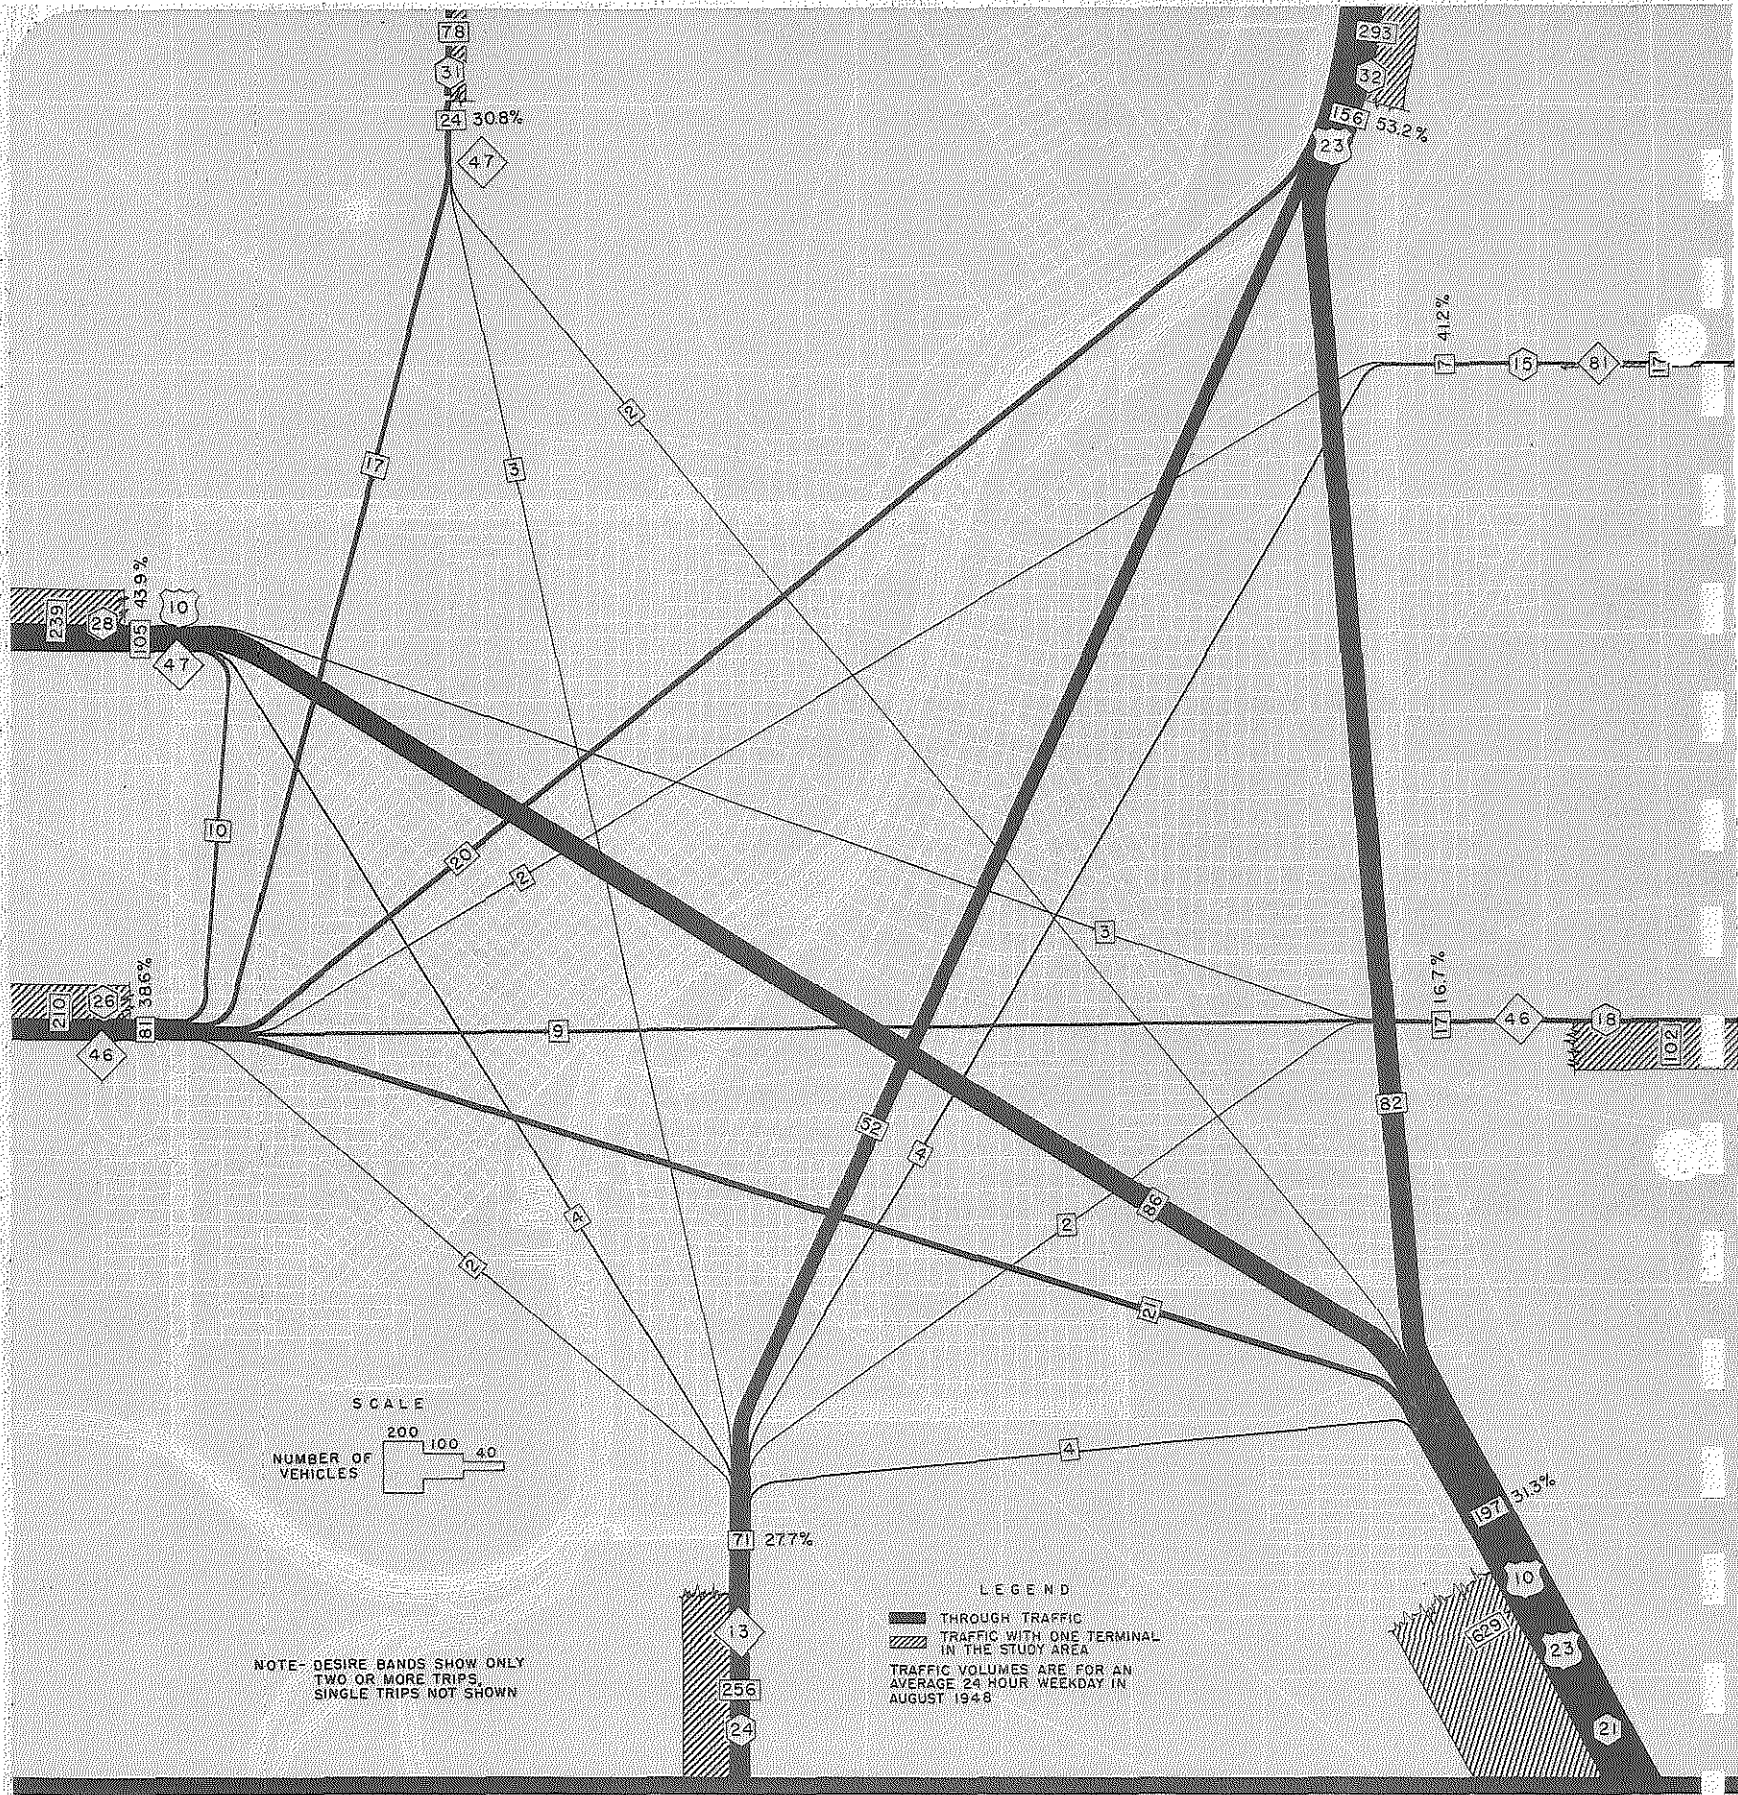 78
31
24 30.8%
47
293
32
156 53.2%
23
41.2%
7 15 81 17
2
17
3
43.9%
10
239 28 105
47
10
20
2
3
38.6%
210 26 81
46
9
16.7%
17 46 18
102
82
52
4
86
4
2
2
21
4
SCALE
200
100
40
NUMBER OF
VEHICLES
197 31.3%
71 27.7%
10
LEGEND
THROUGH TRAFFIC
TRAFFIC WITH ONE TERMINAL
IN THE STUDY AREA
TRAFFIC VOLUMES ARE FOR AN
AVERAGE 24 HOUR WEEKDAY IN
AUGUST 1948
13
629
23
NOTE- DESIRE BANDS SHOW ONLY
TWO OR MORE TRIPS,
SINGLE TRIPS NOT SHOWN
256
24
21